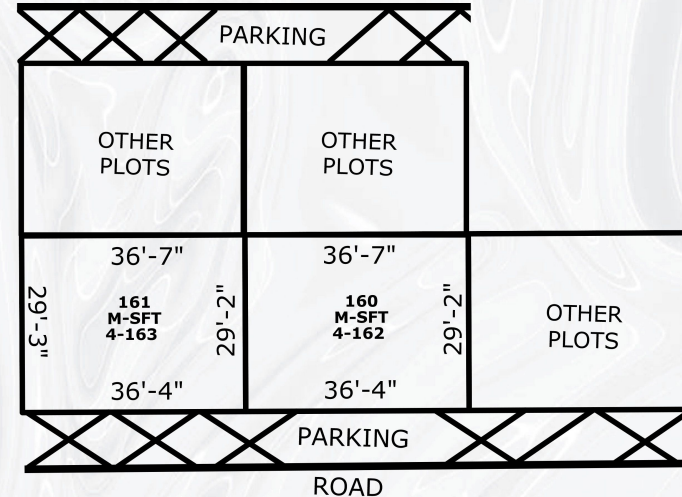 PARKING
OTHER
PLOTS
OTHER
PLOTS
36'-7"
36'-7"
29'-3"
161
M-SFT
4-163
29'-2"
160
M-SFT
4-162
29'-2"
OTHER
PLOTS
36'-4"
36'-4"
PARKING
ROAD